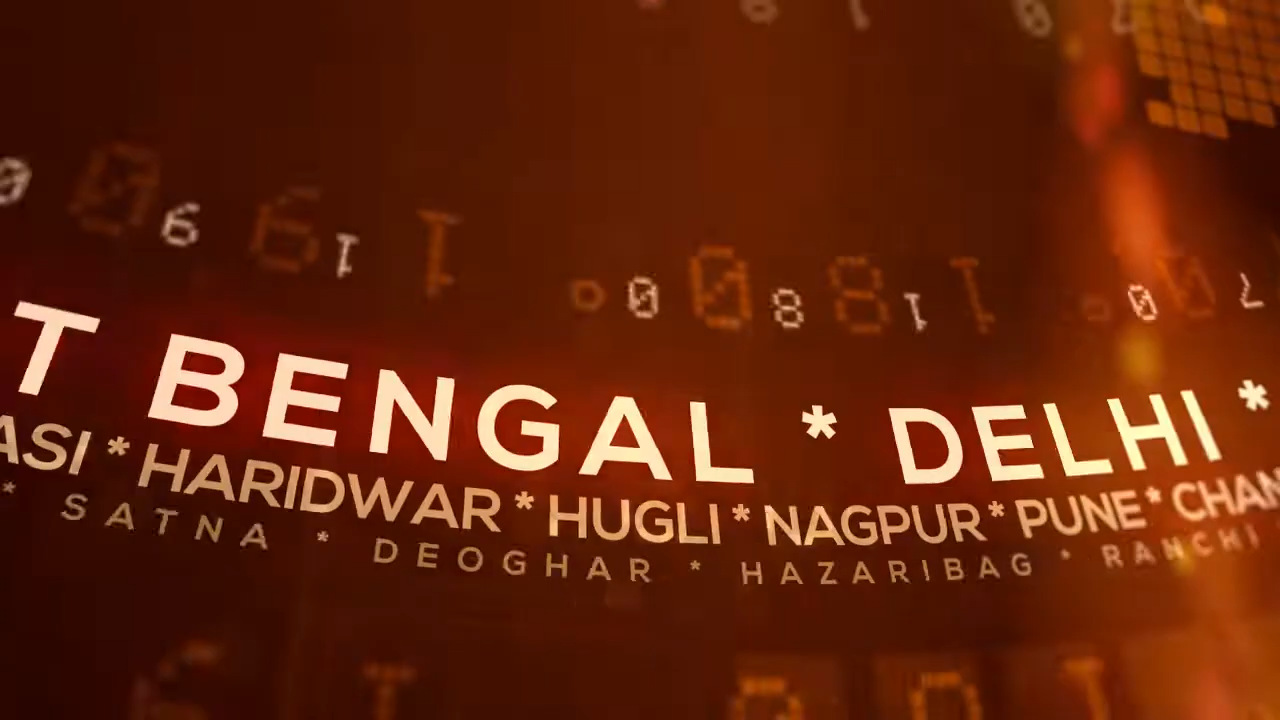 T BENGAL * DELHI *
ASI * HARIDWAR * HUGLI * NAGPUR * PUNE * CHAN
* SATNA * DEOGHAR * HAZARIBAG * RANCHI